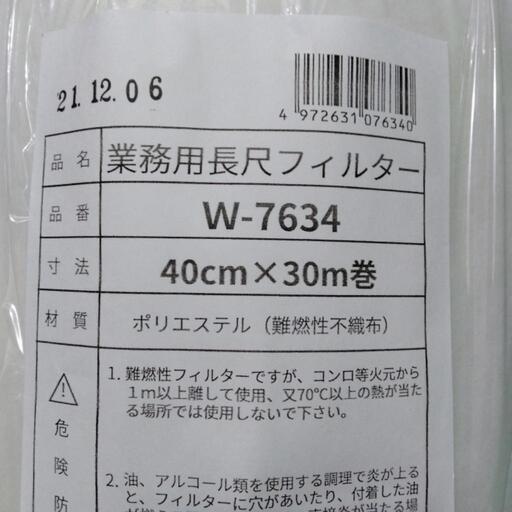 21.12.06
4 972631 076340
品名 業務用長尺フィルター
品番 W-7634
寸法 40cm×30m巻
材質 ポリエステル（難燃性不織布）
危険防
1. 難燃性フィルターですが、コンロ等火元から
1m以上離して使用、又70℃以上の熱が当た
る場所では使用しないで下さい。
2. 油、アルコール類を使用する調理で炎が上る
と、フィルターに穴があいたり、付着した油